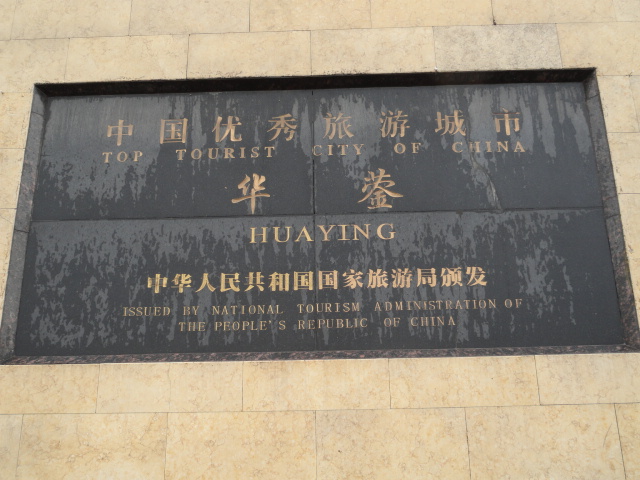 中国优秀旅游城市
TOP TOURIST CITY OF CHINA
华蓥
HUAYING
中华人民共和国国家旅游局颁发
ISSUED BY NATIONAL TOURISM ADMINISTRATION OF
THE PEOPLE'S REPUBLIC OF CHINA